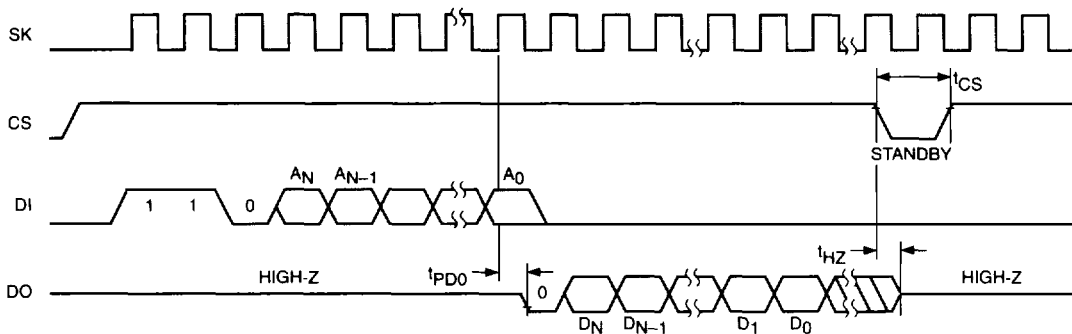 SK
CS
t_CS
STANDBY
DI
1 1 0 A_N A_N–1 A_0
DO
HIGH-Z t_PD0 0 D_N D_N–1 D_1 D_0 t_HZ HIGH-Z